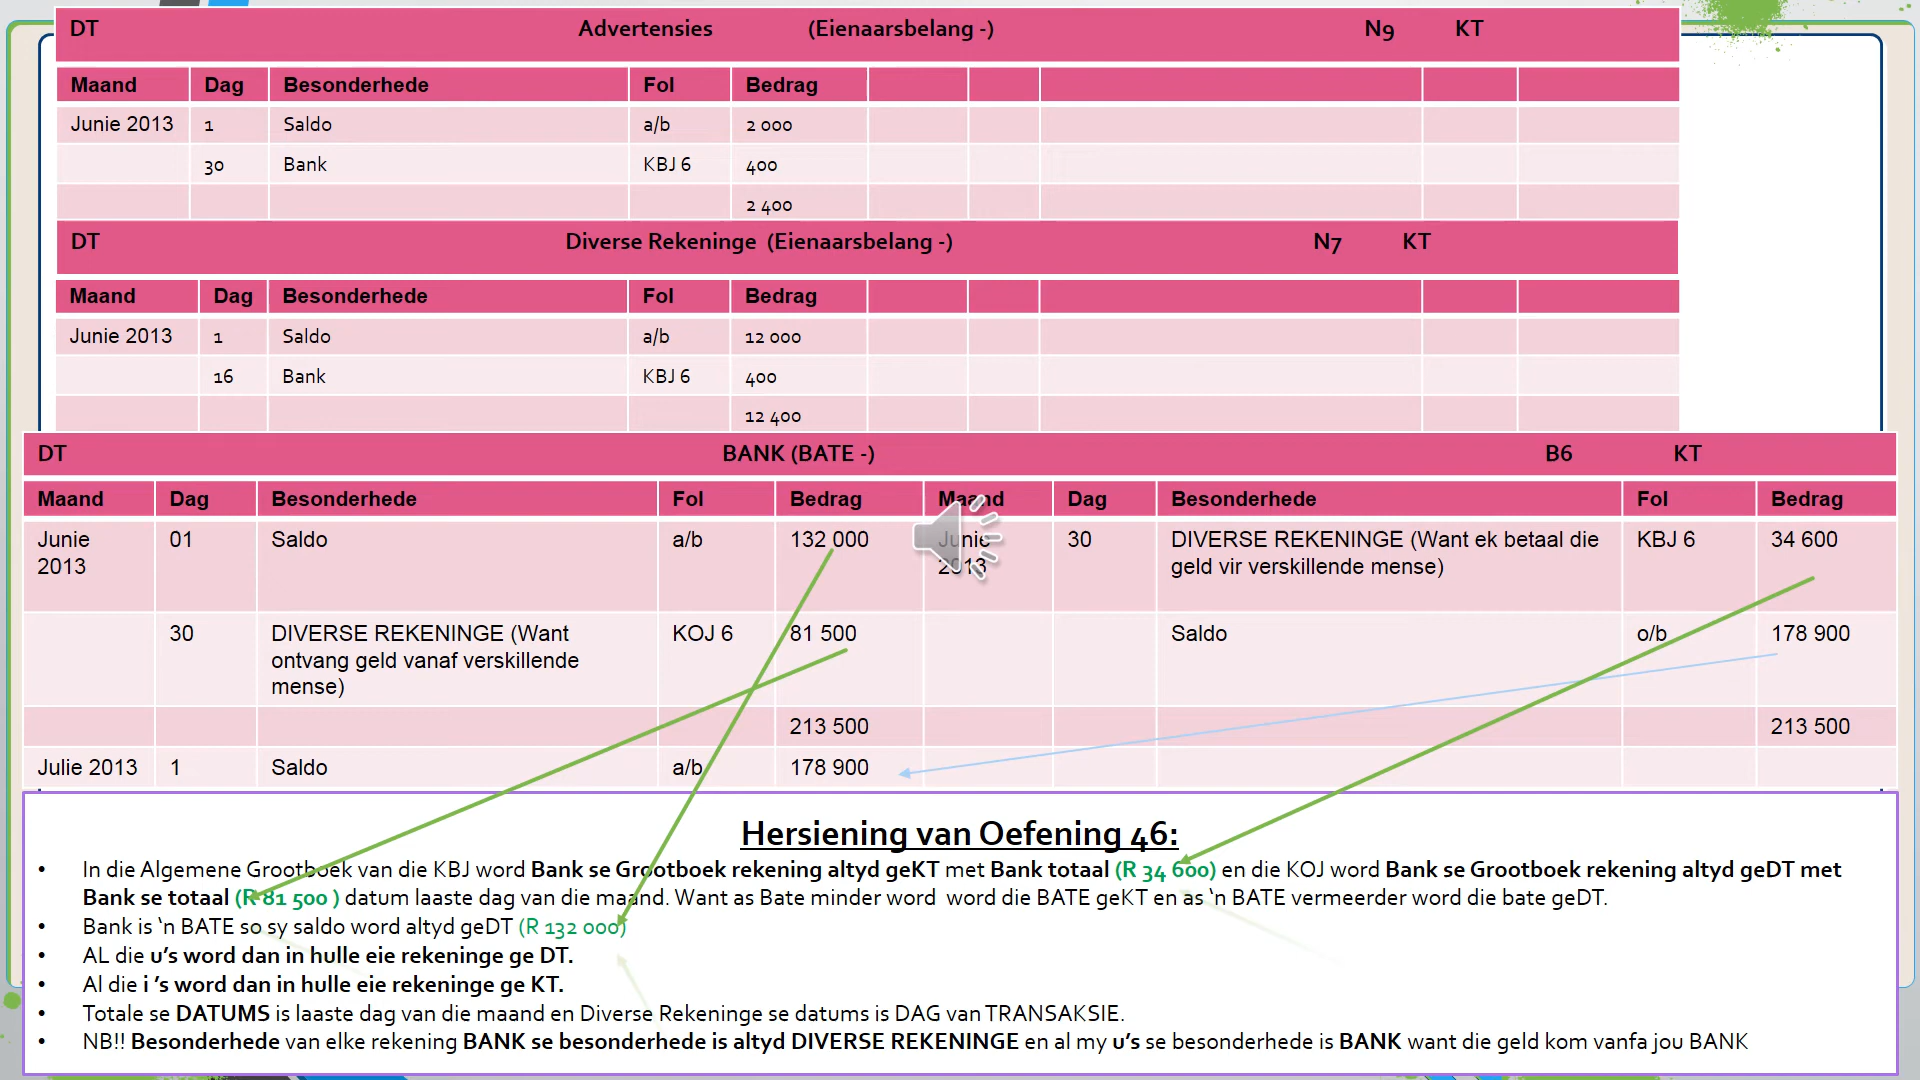 DT Advertensies (Eienaarsbelang -) N9 KT
Maand Dag Besonderhede Fol Bedrag
Junie 2013 1 Saldo a/b 2 000
30 Bank KBJ 6 400
2 400
DT Diverse Rekeninge (Eienaarsbelang -) N7 KT
Maand Dag Besonderhede Fol Bedrag
Junie 2013 1 Saldo a/b 12 000
16 Bank KBJ 6 400
12 400
DT BANK (BATE -) B6 KT
Maand Dag Besonderhede Fol Bedrag Maand Dag Besonderhede Fol Bedrag
Junie 01 Saldo a/b 132 000 Junie 30 DIVERSE REKENINGE (Want ek betaal die KBJ 6 34 600
2013 2013 geld vir verskillende mense)
30 DIVERSE REKENINGE (Want KOJ 6 81 500 Saldo o/b 178 900
ontvang geld vanaf verskillende
mense)
213 500 213 500
Julie 2013 1 Saldo a/b 178 900
Hersiening van Oefening 46:
• In die Algemene Grootboek van die KBJ word Bank se Grootboek rekening altyd geKT met Bank totaal (R 34 600) en die KOJ word Bank se Grootboek rekening altyd geDT met
Bank se totaal (R 81 500 ) datum laaste dag van die maand. Want as Bate minder word word die BATE geKT en as ‘n BATE vermeerder word die bate geDT.
• Bank is ‘n BATE so sy saldo word altyd geDT (R 132 000)
• AL die u’s word dan in hulle eie rekeninge ge DT.
• Al die i ’s word dan in hulle eie rekeninge ge KT.
• Totale se DATUMS is laaste dag van die maand en Diverse Rekeninge se datums is DAG van TRANSAKSIE.
• NB!! Besonderhede van elke rekening BANK se besonderhede is altyd DIVERSE REKENINGE en al my u’s se besonderhede is BANK want die geld kom vanfa jou BANK